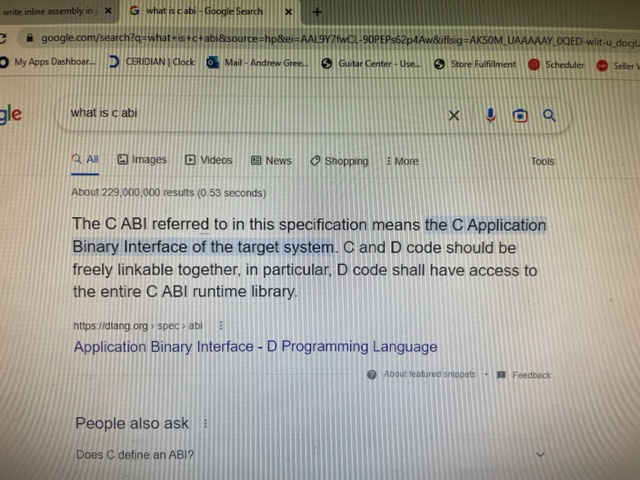 write inline assembly in
what is c abi - Google Search
google.com/search?q=what+is+c+abi&source=hp&ei=AAL9Y7fwCL-90PEPs62p4Aw&iflsig=AK50M_UAAAAAY_0QED-wlit-u_docjU
My Apps Dashboar... CERIDIAN | Clock Mail - Andrew Gree... Guitar Center - Use... Store Fulfillment Scheduler Seller
gle what is c abi
All Images Videos News Shopping More Tools
About 229,000,000 results (0.53 seconds)
The C ABI referred to in this specification means the C Application
Binary Interface of the target system. C and D code should be
freely linkable together, in particular, D code shall have access to
the entire C ABI runtime library.
https://dlang.org › spec › abi
Application Binary Interface - D Programming Language
About featured snippets • Feedback
People also ask
Does C define an ABI?